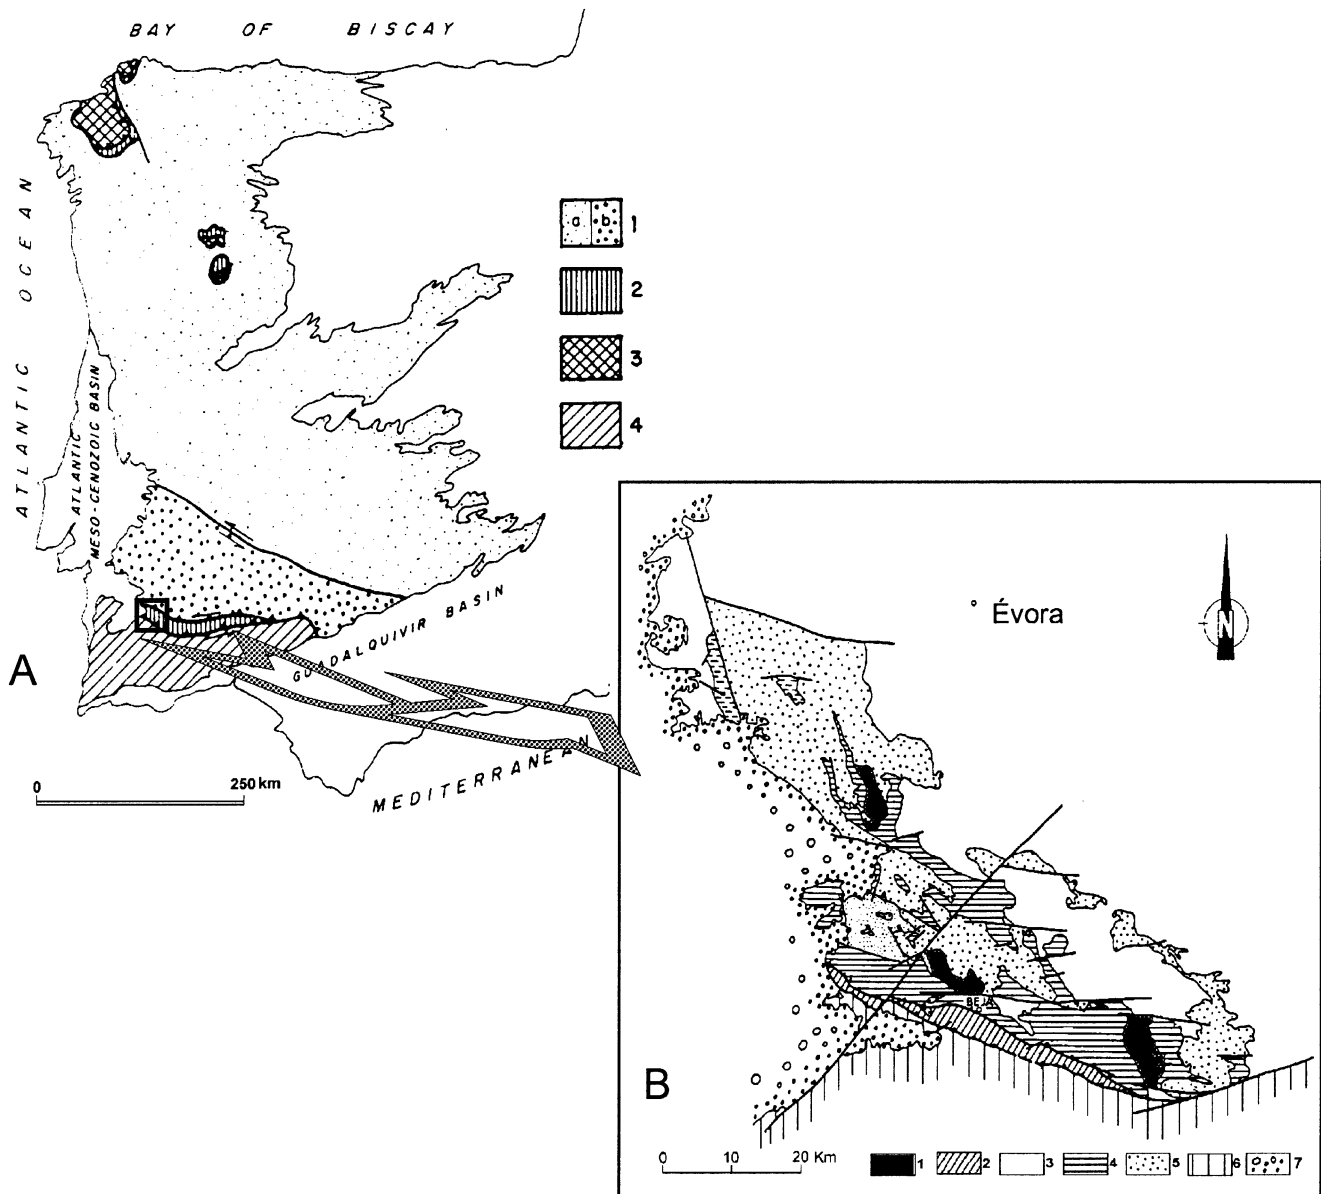 BAY OF BISCAY
ATLANTIC OCEAN
ATLANTIC
MESO-CENOZOIC BASIN
a b 1
2
3
4
GUADALQUIVIR BASIN
MEDITERRANEAN
A
0 250 km
Évora
N
BEJA
B
0 10 20 Km
1 2 3 4 5 6 7